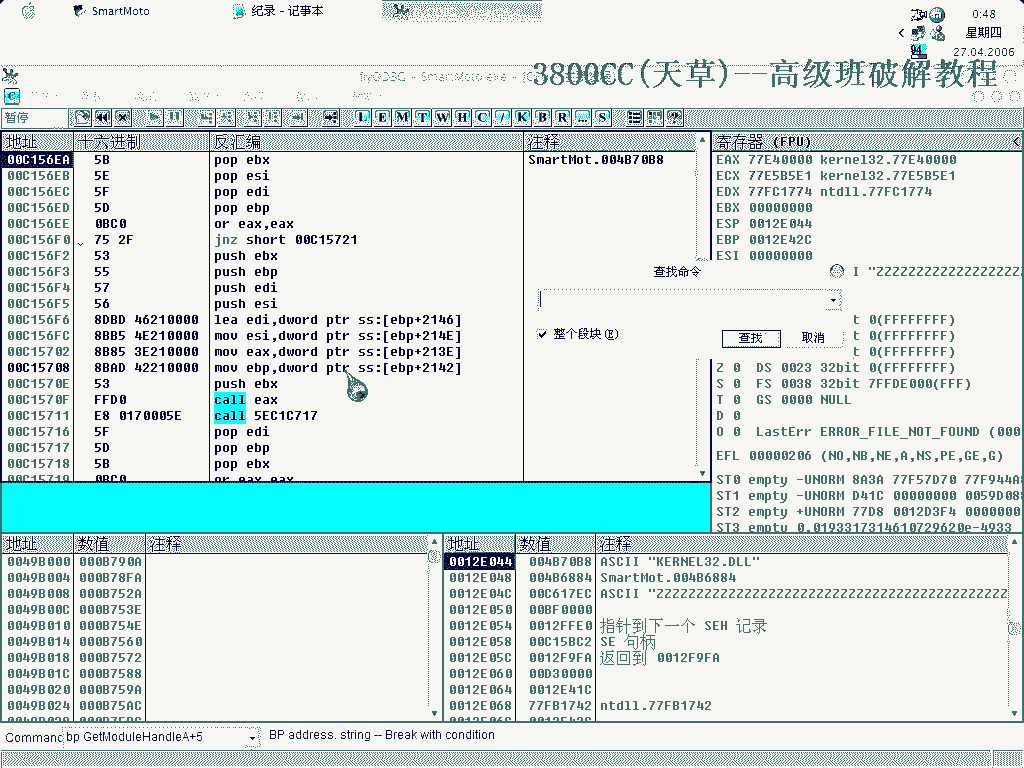 SmartMoto
纪录 - 记事本
0:48
星期四
27.04.2006
3800CC(天草)--高级班破解教程
暂停
L E M T W H C / K B R ... S
地址 十六进制 反汇编 注释
00C156EA 5B pop ebx SmartMot.004B70B8
00C156EB 5E pop esi
00C156EC 5F pop edi
00C156ED 5D pop ebp
00C156EE 0BC0 or eax,eax
00C156F0 75 2F jnz short 00C15721
00C156F2 53 push ebx
00C156F3 55 push ebp
00C156F4 57 push edi
00C156F5 56 push esi
00C156F6 8DBD 46210000 lea edi,dword ptr ss:[ebp+2146]
00C156FC 8BB5 4E210000 mov esi,dword ptr ss:[ebp+214E]
00C15702 8B85 3E210000 mov eax,dword ptr ss:[ebp+213E]
00C15708 8BAD 42210000 mov ebp,dword ptr ss:[ebp+2142]
00C1570E 53 push ebx
00C1570F FFD0 call eax
00C15711 E8 0170005E call 5EC1C717
00C15716 5F pop edi
00C15717 5D pop ebp
00C15718 5B pop ebx
00C15719 0BC0 or eax,eax
寄存器 (FPU) <
EAX 77E40000 kernel32.77E40000
ECX 77E5B5E1 kernel32.77E5B5E1
EDX 77FC1774 ntdll.77FC1774
EBX 00000000
ESP 0012E044
EBP 0012E42C
ESI 00000000
I "ZZZZZZZZZZZZZZZZZZZZ
查找命令
整个段块(E)
查找 取消
t 0(FFFFFFFF)
t 0(FFFFFFFF)
t 0(FFFFFFFF)
Z 0 DS 0023 32bit 0(FFFFFFFF)
S 0 FS 0038 32bit 7FFDE000(FFF)
T 0 GS 0000 NULL
D 0
O 0 LastErr ERROR_FILE_NOT_FOUND (000
EFL 00000206 (NO,NB,NE,A,NS,PE,GE,G)
ST0 empty -UNORM 8A3A 77F57D70 77F944A8
ST1 empty -UNORM D41C 00000000 0059D088
ST2 empty +UNORM 77D8 0012D3F4 0000000
ST3 empty 0.0193317314610729620e-4933
地址 数值 注释
0049B000 000B790A
0049B004 000B78FA
0049B008 000B752A
0049B00C 000B753E
0049B010 000B754E
0049B014 000B7560
0049B018 000B7572
0049B01C 000B7588
0049B020 000B759A
0049B024 000B75AC
地址 数值 注释
0012E044 004B70B8 ASCII "KERNEL32.DLL"
0012E048 004B6884 SmartMot.004B6884
0012E04C 00C617EC ASCII "ZZZZZZZZZZZZZZZZZZZZZZZZZZZZZZZZZZZZZZZZZZ
0012E050 00BF0000
0012E054 0012FFE0 指针到下一个 SEH 记录
0012E058 00C15BC2 SE 句柄
0012E05C 0012F9FA 返回到 0012F9FA
0012E060 00D30000
0012E064 0012E41C
0012E068 77FB1742 ntdll.77FB1742
Command bp GetModuleHandleA+5 BP address. string -- Break with condition